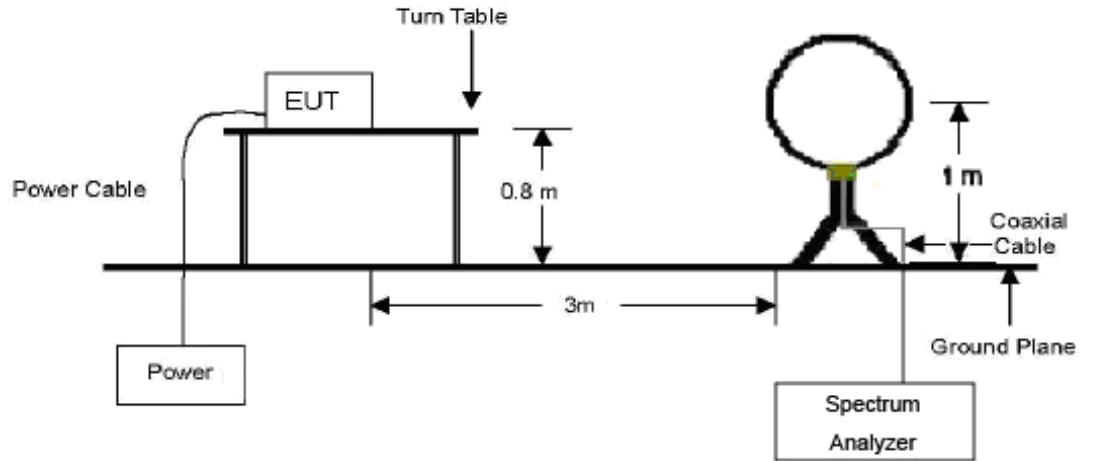 Turn Table
EUT
Power Cable
0.8 m
1 m
Coaxial
Cable
3m
Ground Plane
Power
Spectrum
Analyzer